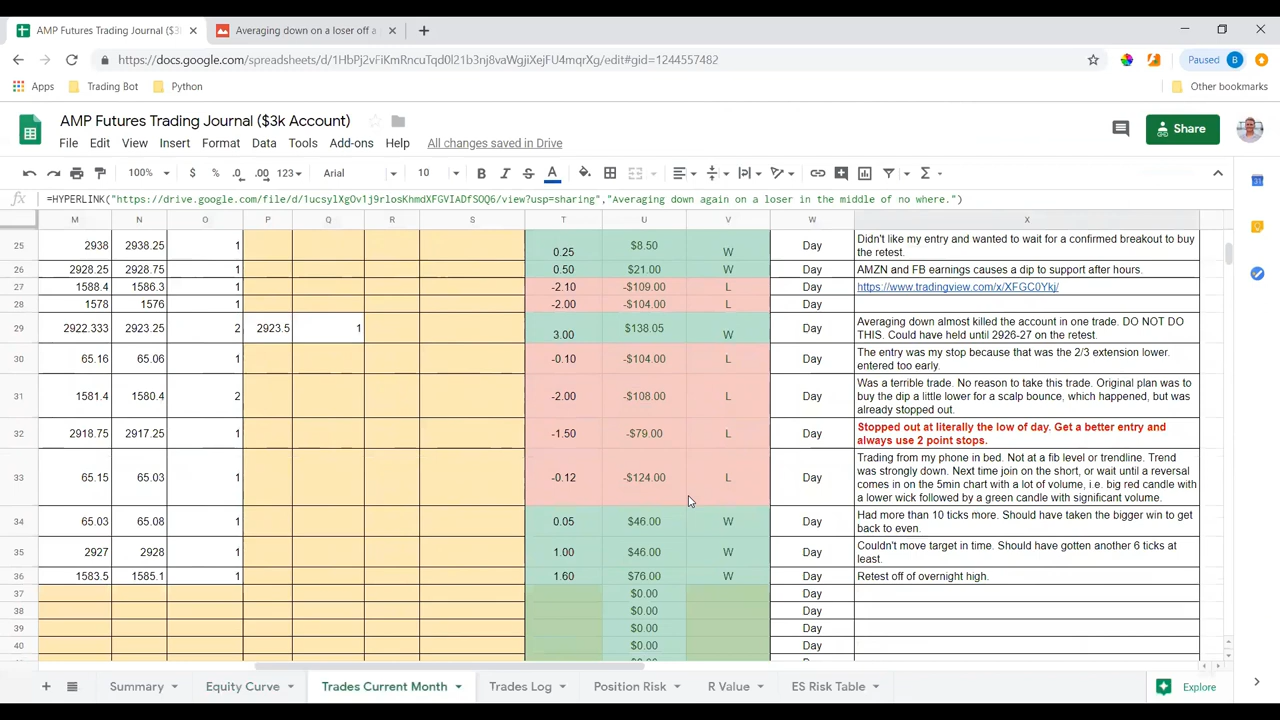 AMP Futures Trading Journal ($3k
Averaging down on a loser off a
https://docs.google.com/spreadsheets/d/1HbPj2vFiKmRncuTqd0l21b3nj8vaWgjiXejFU4mqrXg/edit#gid=1244557482
Paused B
Apps Trading Bot Python Other bookmarks
AMP Futures Trading Journal ($3k Account)
Share
File Edit View Insert Format Data Tools Add-ons Help All changes saved in Drive
100% $ % .0 .00 123 Arial 10 B I S A
fx =HYPERLINK("https://drive.google.com/file/d/1ucsylXgOv1j9rlosKhmdXFGVIADfSOQ6/view?usp=sharing","Averaging down again on a loser in the middle of no where.")
M N O P Q R S T U V W X
25 2938 2938.25 1 0.25 $8.50 W Day Didn't like my entry and wanted to wait for a confirmed breakout to buy
the retest.
26 2928.25 2928.75 1 0.50 $21.00 W Day AMZN and FB earnings causes a dip to support after hours.
27 1588.4 1586.3 1 -2.10 -$109.00 L Day https://www.tradingview.com/x/XFGC0Ykj/
28 1578 1576 1 -2.00 -$104.00 L Day
29 2922.333 2923.25 2 2923.5 1 3.00 $138.05 W Day Averaging down almost killed the account in one trade. DO NOT DO
THIS. Could have held until 2926-27 on the retest.
30 65.16 65.06 1 -0.10 -$104.00 L Day The entry was my stop because that was the 2/3 extension lower.
entered too early.
31 1581.4 1580.4 2 -2.00 -$108.00 L Day Was a terrible trade. No reason to take this trade. Original plan was to
buy the dip a little lower for a scalp bounce, which happened, but was
already stopped out.
32 2918.75 2917.25 1 -1.50 -$79.00 L Day Stopped out at literally the low of day. Get a better entry and
always use 2 point stops.
33 65.15 65.03 1 -0.12 -$124.00 L Day Trading from my phone in bed. Not at a fib level or trendline. Trend
was strongly down. Next time join on the short, or wait until a reversal
comes in on the 5min chart with a lot of volume, i.e. big red candle with
a lower wick followed by a green candle with significant volume.
34 65.03 65.08 1 0.05 $46.00 W Day Had more than 10 ticks more. Should have taken the bigger win to get
back to even.
35 2927 2928 1 1.00 $46.00 W Day Couldn't move target in time. Should have gotten another 6 ticks at
least.
36 1583.5 1585.1 1 1.60 $76.00 W Day Retest off of overnight high.
37 $0.00 Day
38 $0.00 Day
39 $0.00 Day
40 $0.00 Day
Summary Equity Curve Trades Current Month Trades Log Position Risk R Value ES Risk Table Explore